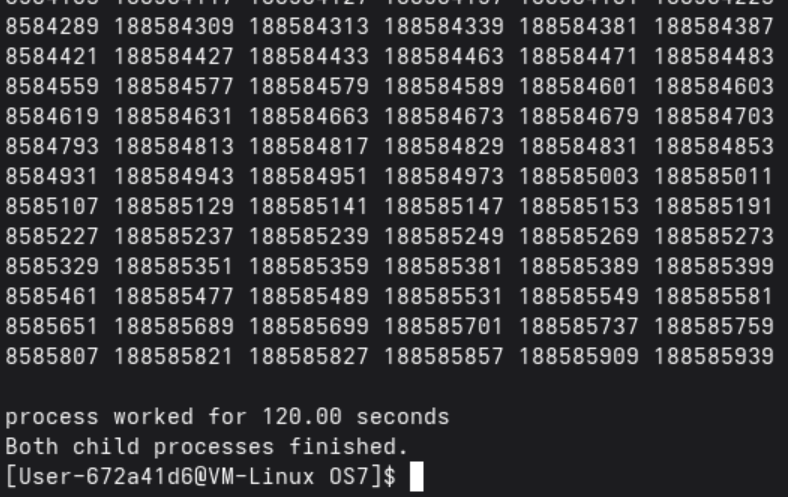 8584289 188584309 188584313 188584339 188584381 188584387
8584421 188584427 188584433 188584463 188584471 188584483
8584559 188584577 188584579 188584589 188584601 188584603
8584619 188584631 188584663 188584673 188584679 188584703
8584793 188584813 188584817 188584829 188584831 188584853
8584931 188584943 188584951 188584973 188585003 188585011
8585107 188585129 188585141 188585147 188585153 188585191
8585227 188585237 188585239 188585249 188585269 188585273
8585329 188585351 188585359 188585381 188585389 188585399
8585461 188585477 188585489 188585531 188585549 188585581
8585651 188585689 188585699 188585701 188585737 188585759
8585807 188585821 188585827 188585857 188585909 188585939
process worked for 120.00 seconds
Both child processes finished.
[User-672a41d6@VM-Linux OS7]$